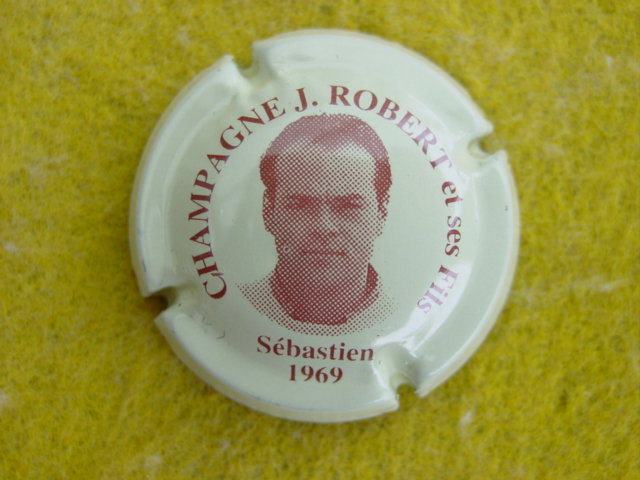 CHAMPAGNE J. ROBERT et ses Fils
Sébastien
1969